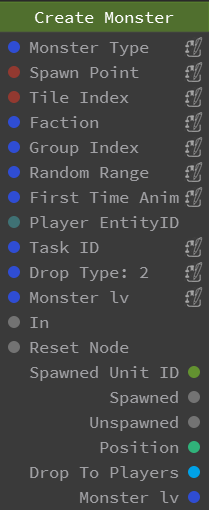 Create Monster
Monster Type
Spawn Point
Tile Index
Faction
Group Index
Random Range
First Time Anim
Player EntityID
Task ID
Drop Type: 2
Monster lv
In
Reset Node
Spawned Unit ID
Spawned
Unspawned
Position
Drop To Players
Monster lv